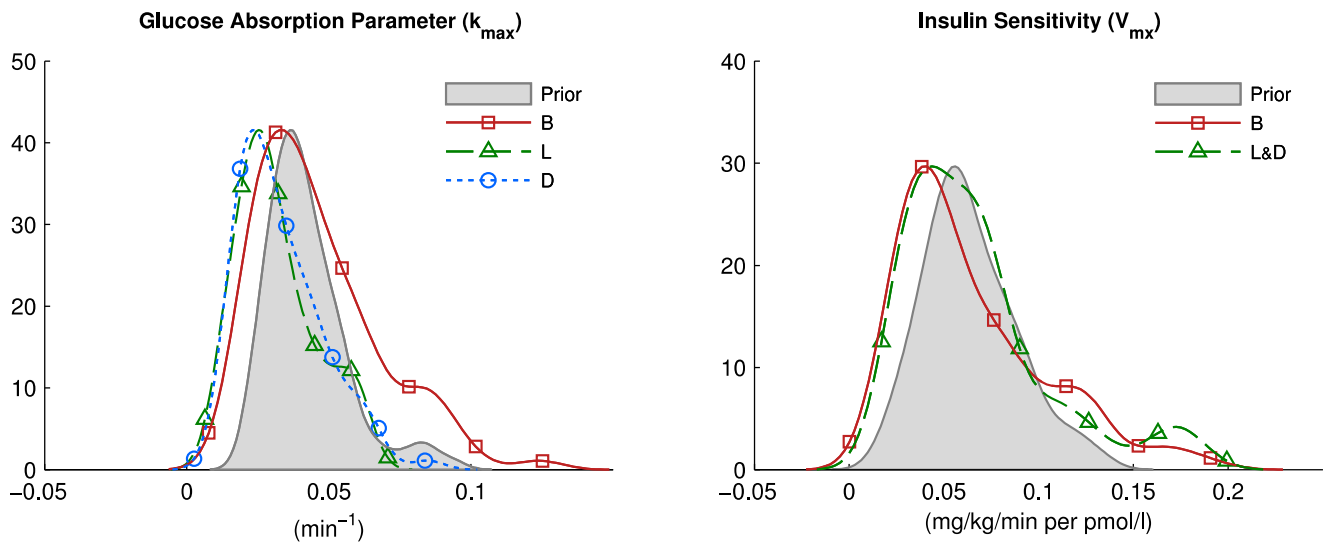 Glucose Absorption Parameter (kmax)
50
40
30
20
10
0
−0.05
0
0.05
0.1
(min−1)
Prior
B
L
D
Insulin Sensitivity (Vmx)
40
30
20
10
0
−0.05
0
0.05
0.1
0.15
0.2
(mg/kg/min per pmol/l)
Prior
B
L&D